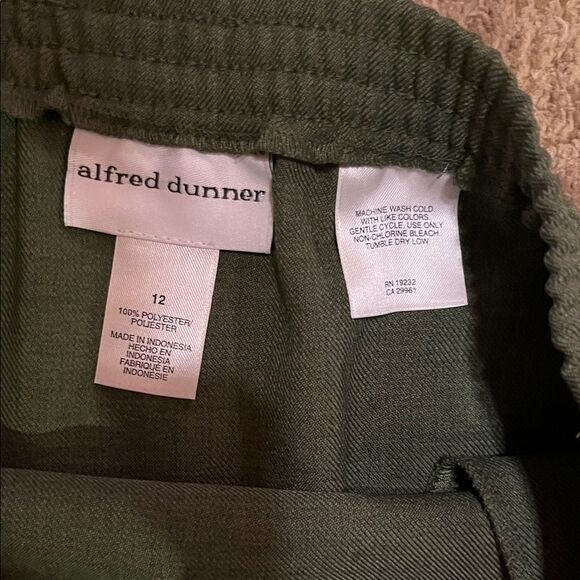 alfred dunner
12
100% POLYESTER/
POLIÉSTER
MADE IN INDONESIA
HECHO EN
INDONESIA
FABRIQUÉ EN
INDONÉSIE
MACHINE WASH COLD
WITH LIKE COLORS.
GENTLE CYCLE, USE ONLY
NON-CHLORINE BLEACH.
TUMBLE DRY LOW.
RN 19232
CA 29961